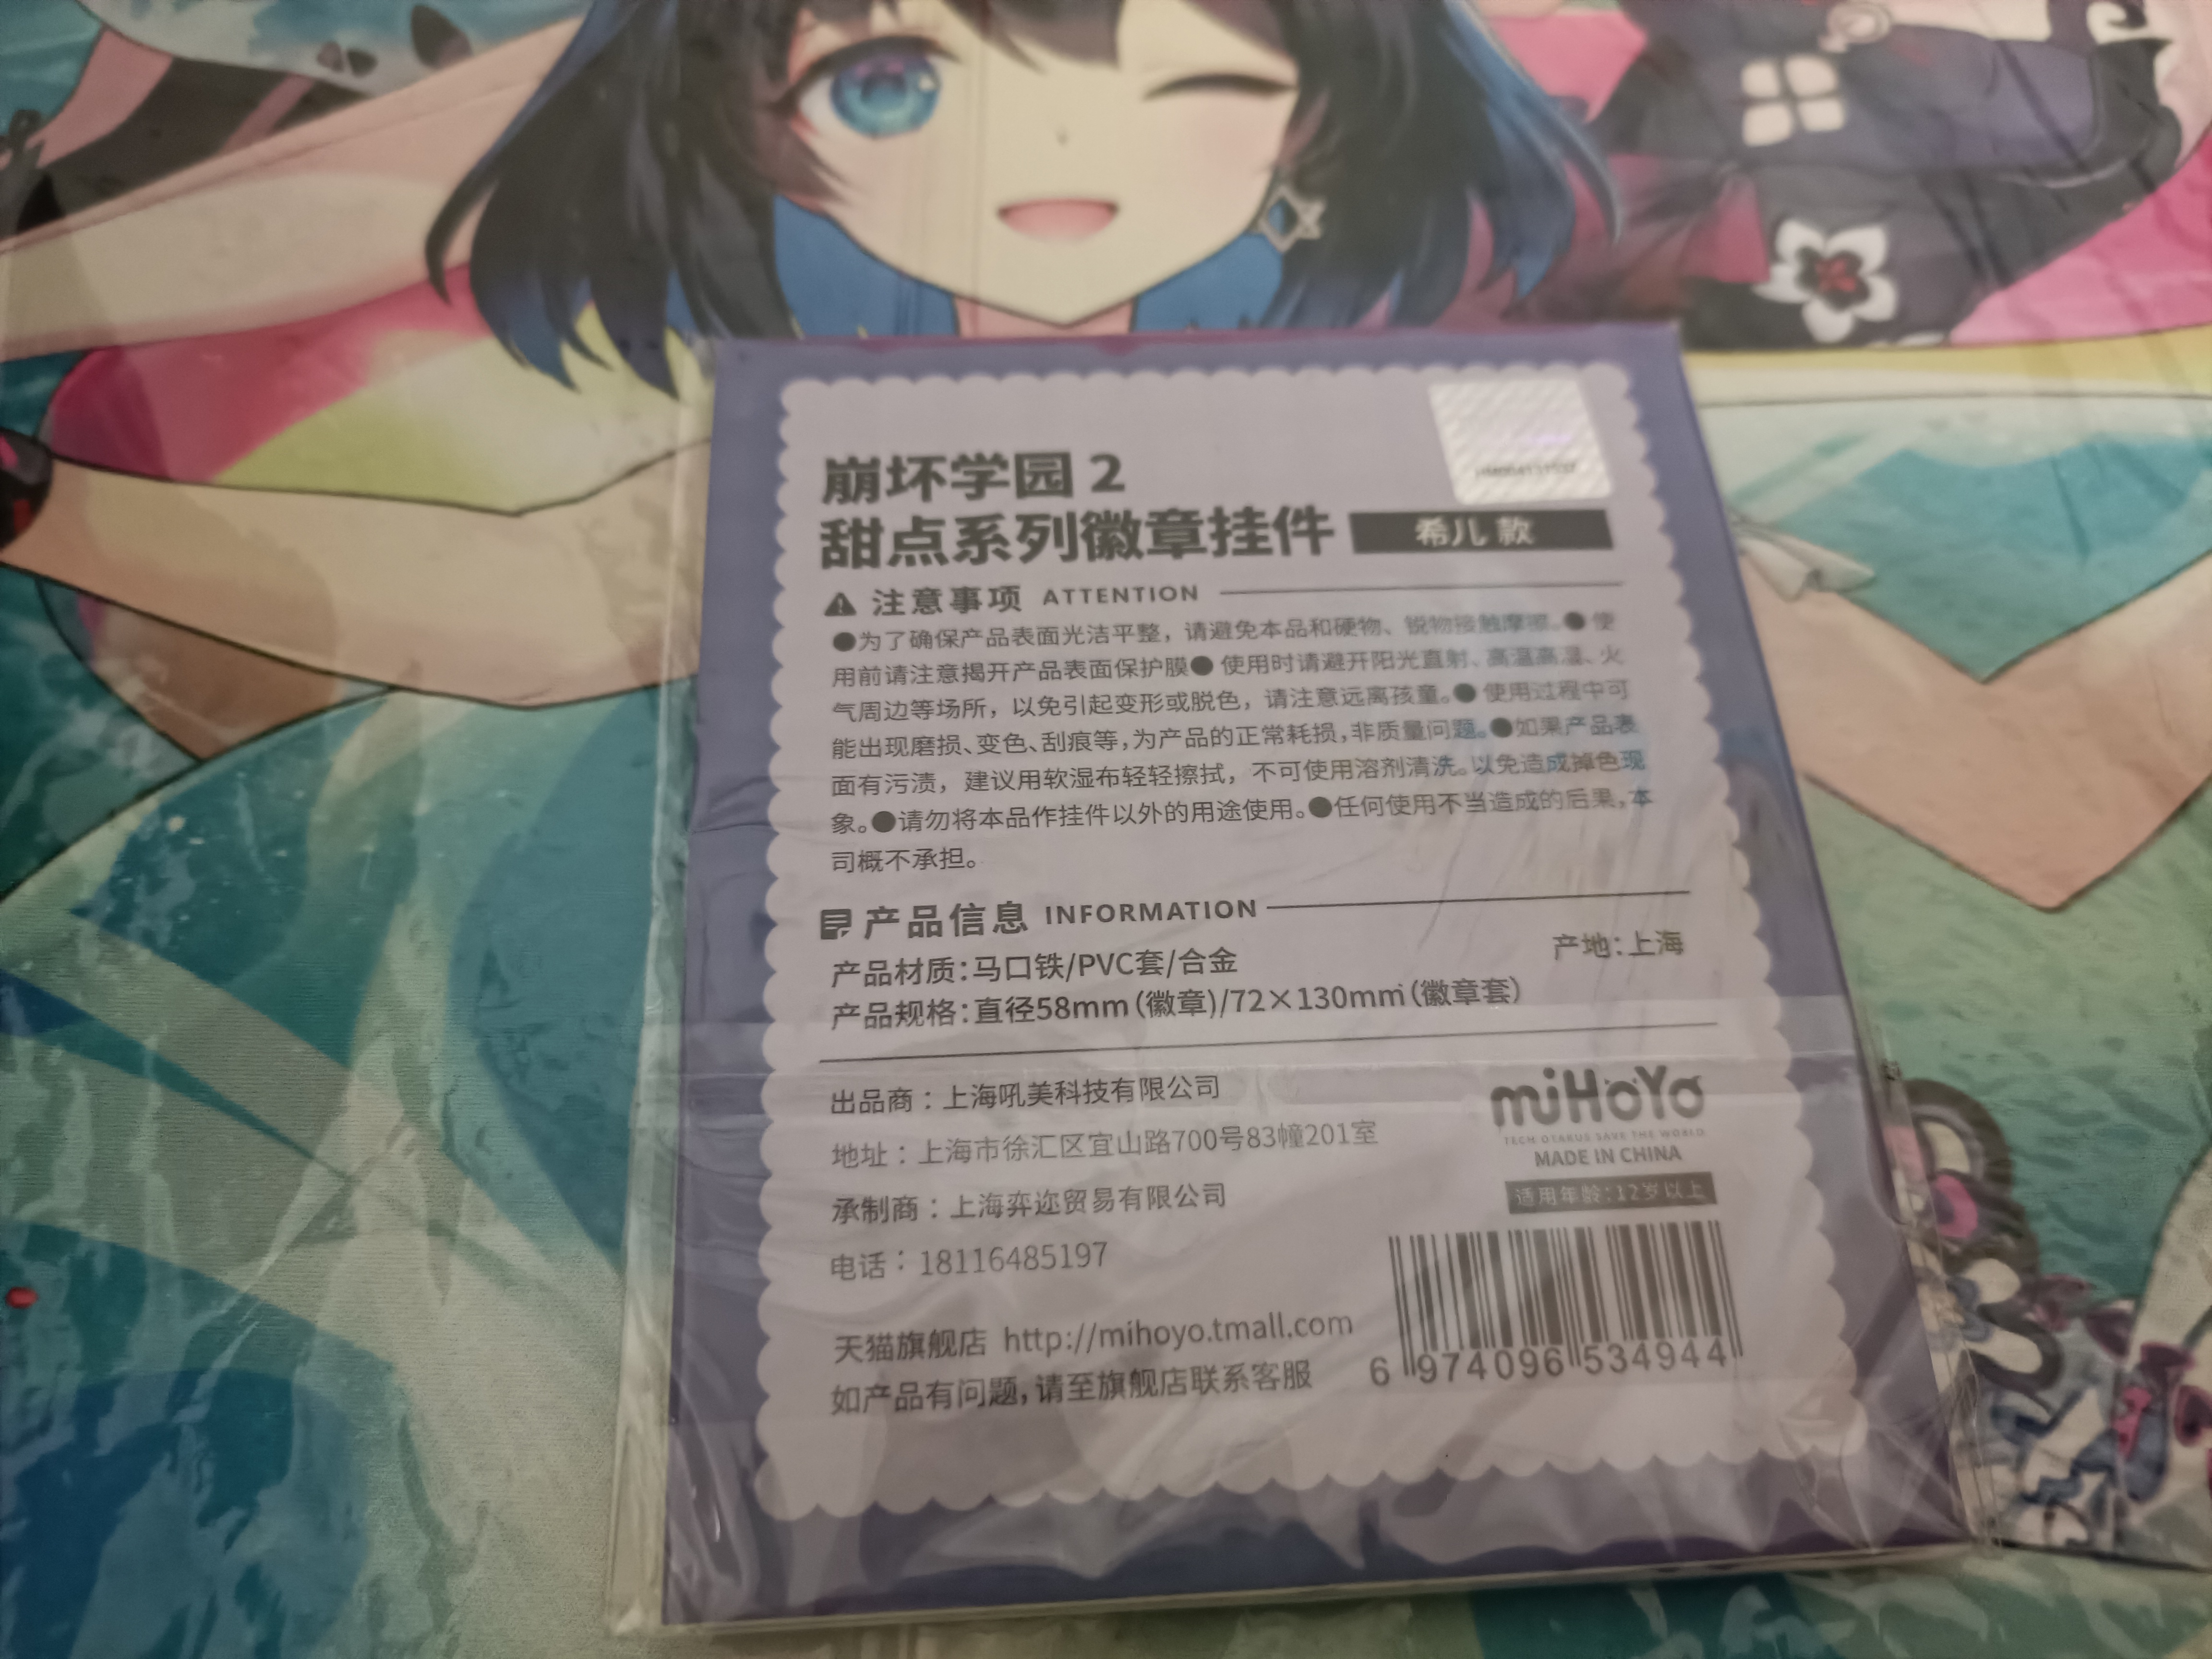 崩坏学园 2
甜点系列徽章挂件 希儿 款
注意事项 ATTENTION
●为了确保产品表面光洁平整，请避免本品和硬物、锐物接触摩擦。● 使
用前请注意揭开产品表面保护膜● 使用时请避开阳光直射、高温高湿、火
气周边等场所，以免引起变形或脱色，请注意远离孩童。● 使用过程中可
能出现磨损、变色、刮痕等，为产品的正常耗损，非质量问题。●如果产品表
面有污渍，建议用软湿布轻轻擦拭，不可使用溶剂清洗。以免造成掉色现
象。●请勿将本品作挂件以外的用途使用。●任何使用不当造成的后果，本
司概不承担。
产品信息 INFORMATION
产品材质：马口铁/PVC套/合金
产地：上海
产品规格：直径58mm（徽章）/72×130mm（徽章套）
出品商：上海吼美科技有限公司
地址：上海市徐汇区宜山路700号83幢201室
承制商：上海弈迩贸易有限公司
电话：18116485197
miHoYo
TECH OTAKUS SAVE THE WORLD
MADE IN CHINA
适用年龄：12岁以上
天猫旗舰店 http://mihoyo.tmall.com
如产品有问题，请至旗舰店联系客服
6 974096 534944